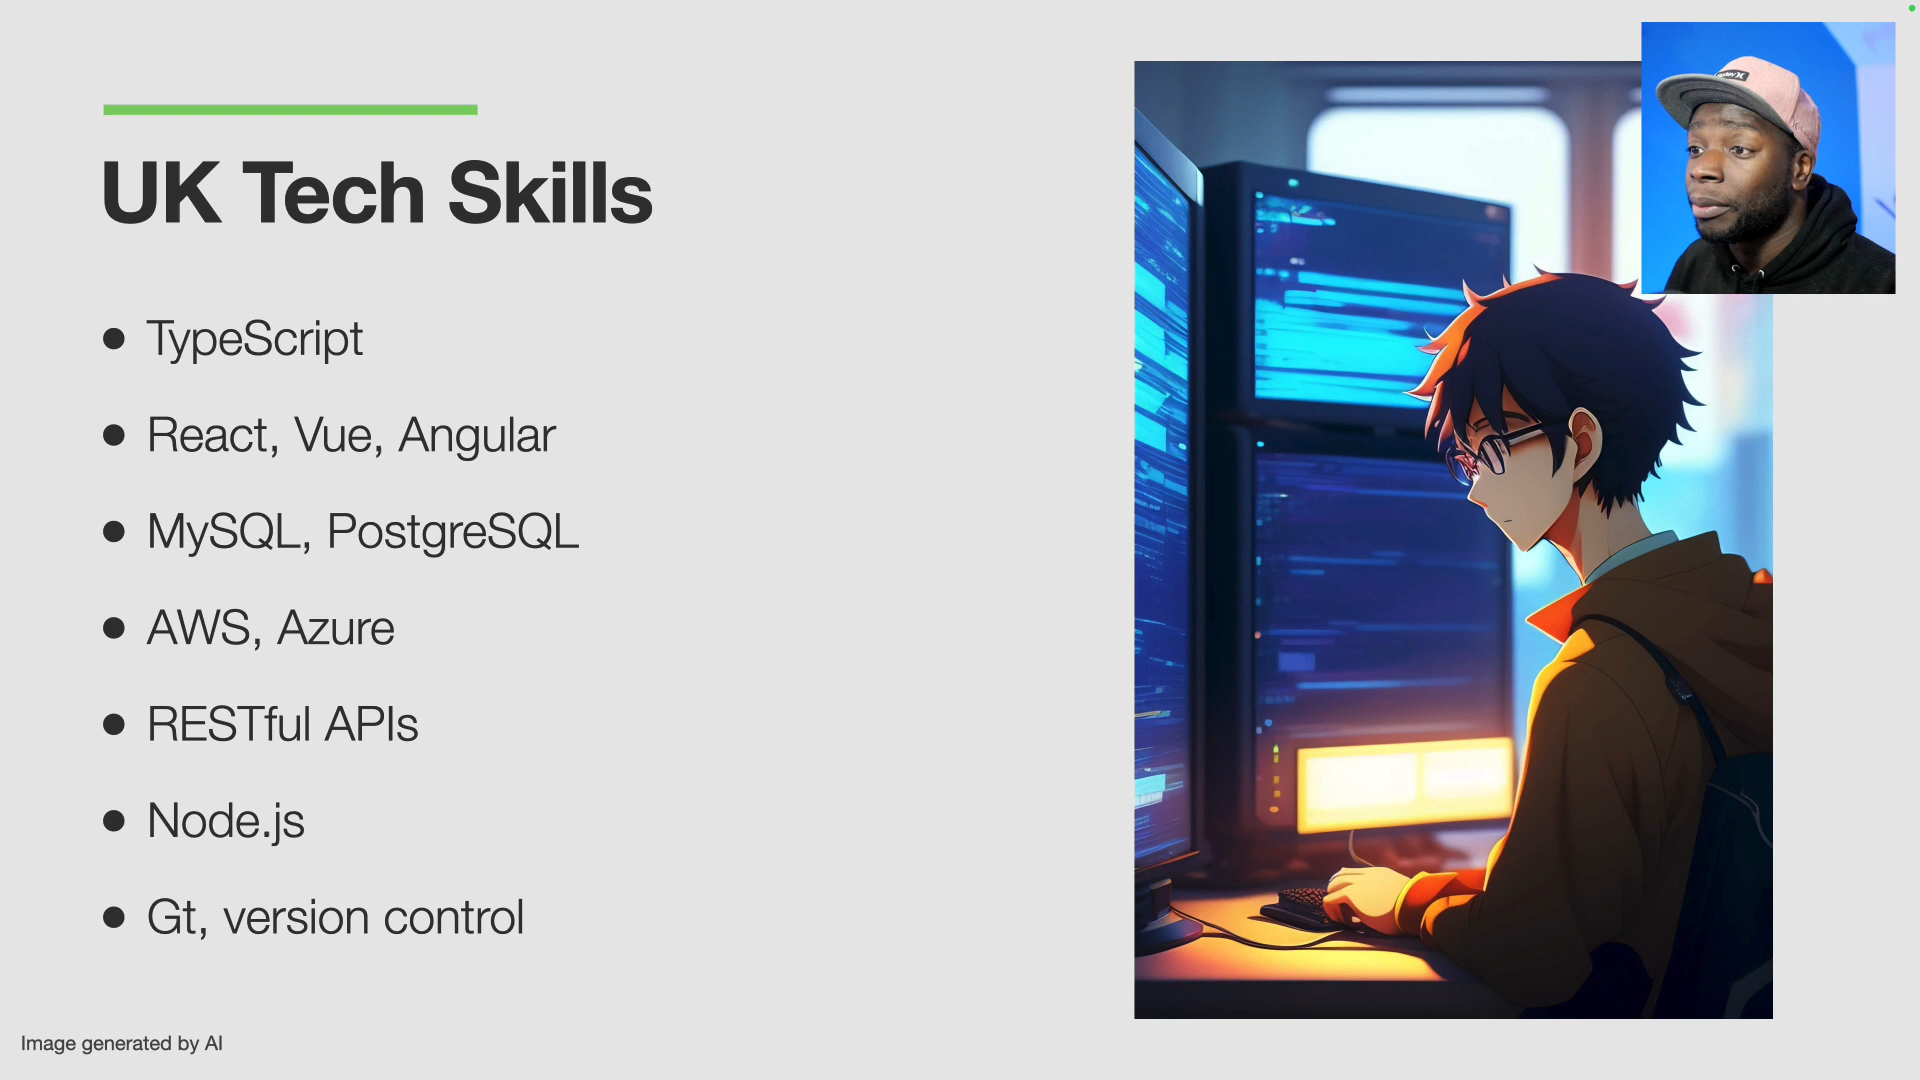 UK Tech Skills
TypeScript
React, Vue, Angular
MySQL, PostgreSQL
AWS, Azure
RESTful APIs
Node.js
Gt, version control
Image generated by AI